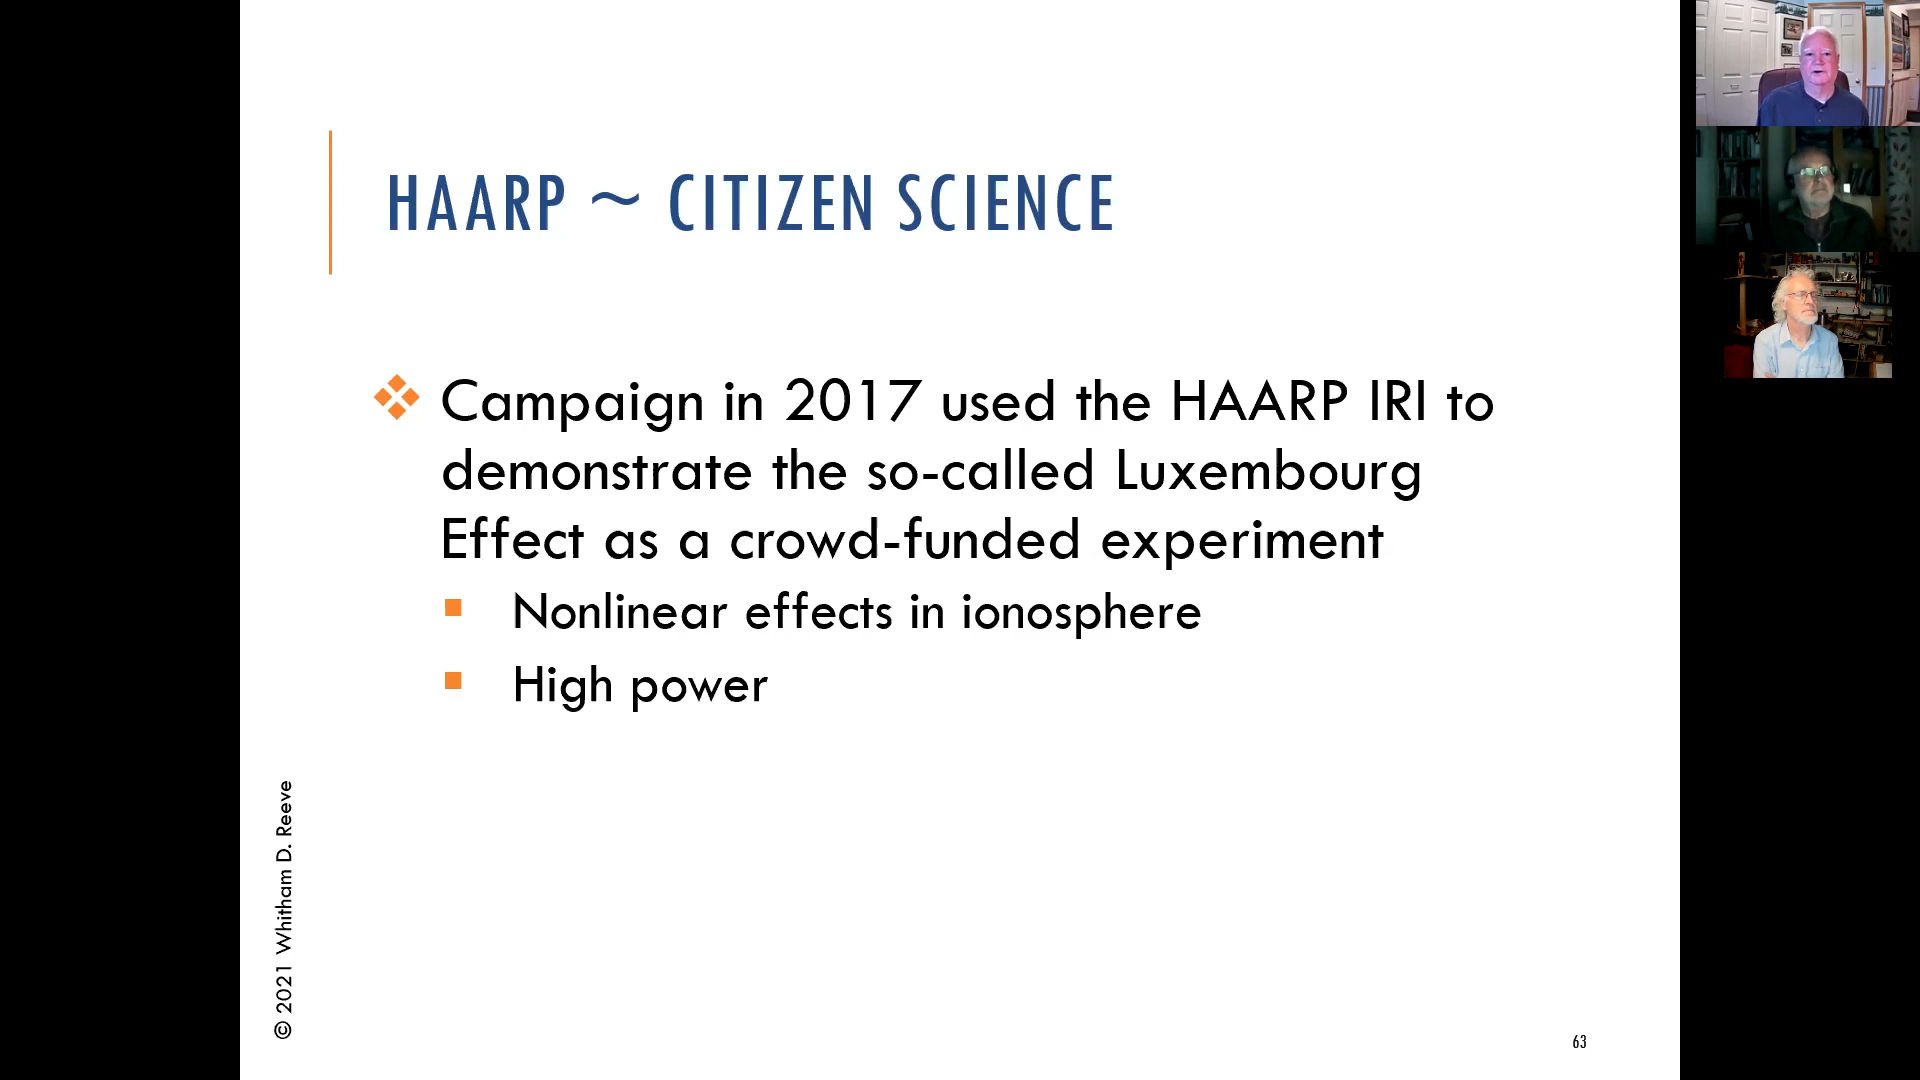 HAARP ~ CITIZEN SCIENCE
Campaign in 2017 used the HAARP IRI to
demonstrate the so-called Luxembourg
Effect as a crowd-funded experiment
Nonlinear effects in ionosphere
High power
© 2021 Whitham D. Reeve
63